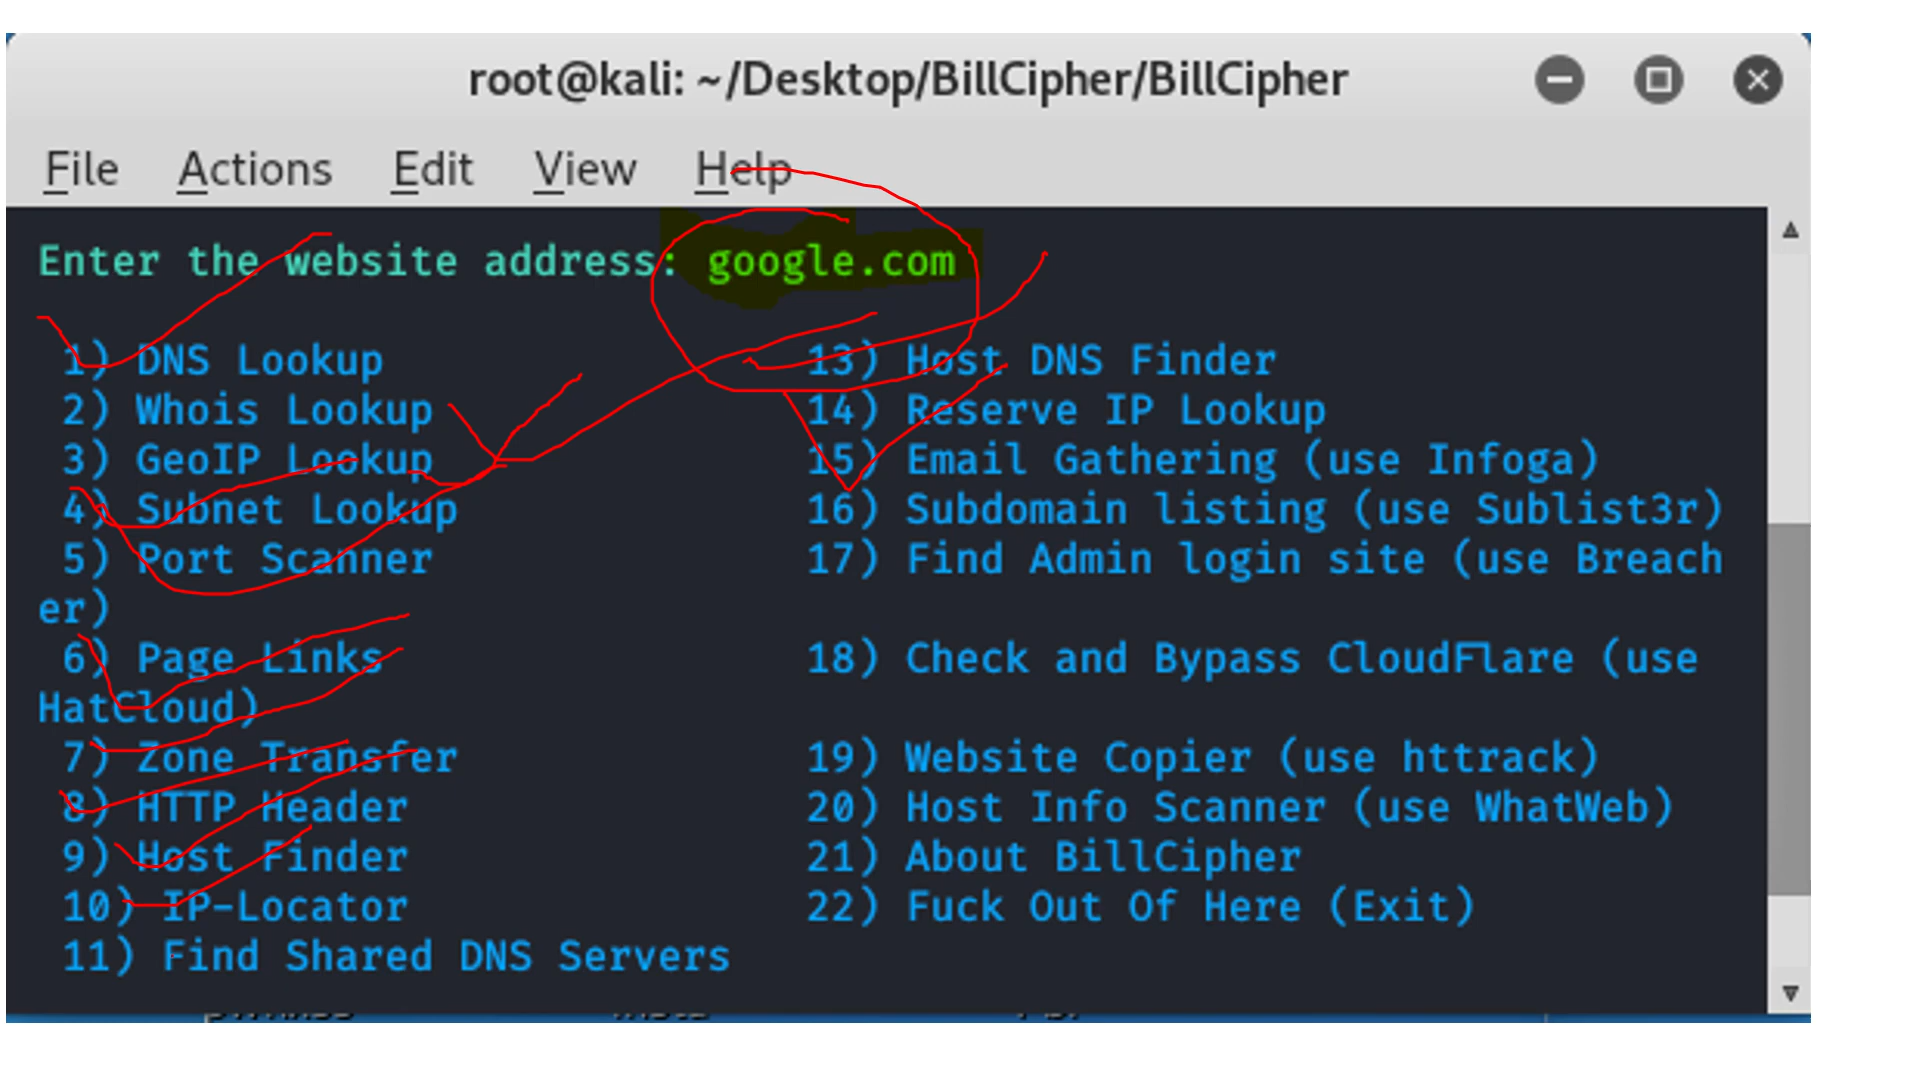 root@kali: ~/Desktop/BillCipher/BillCipher
File Actions Edit View Help
Enter the website address: google.com
1) DNS Lookup 13) Host DNS Finder
2) Whois Lookup 14) Reserve IP Lookup
3) GeoIP Lookup 15) Email Gathering (use Infoga)
4) Subnet Lookup 16) Subdomain listing (use Sublist3r)
5) Port Scanner 17) Find Admin login site (use Breach
er)
6) Page Links 18) Check and Bypass CloudFlare (use
HatCloud)
7) Zone Transfer 19) Website Copier (use httrack)
8) HTTP Header 20) Host Info Scanner (use WhatWeb)
9) Host Finder 21) About BillCipher
10) IP-Locator 22) Fuck Out Of Here (Exit)
11) Find Shared DNS Servers